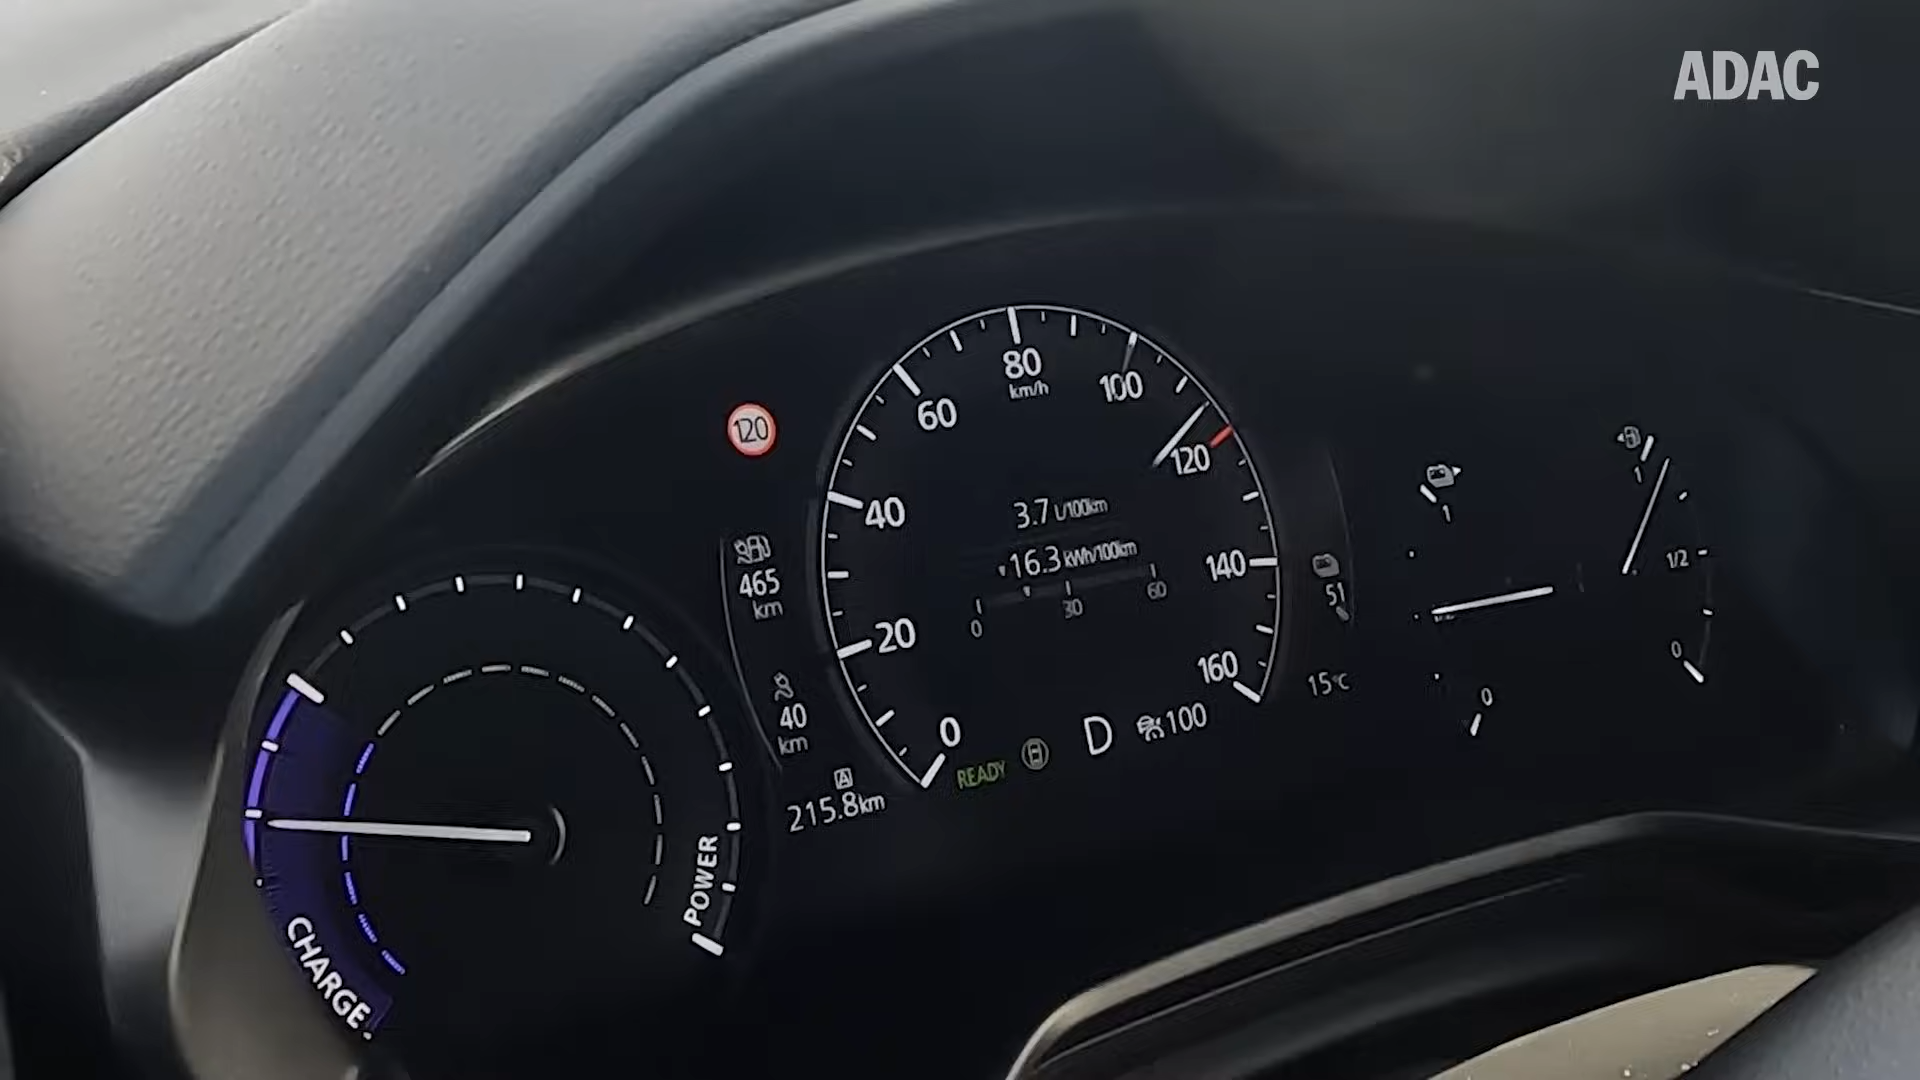 ADAC
120
465
km
40
km
A
215.8km
0
20
40
60
80
km/h
100
120
140
160
3.7 L/100km
16.3 kWh/100km
0 30 60
READY
D
100
51
15°C
1
0
1
1/2
0
CHARGE
POWER